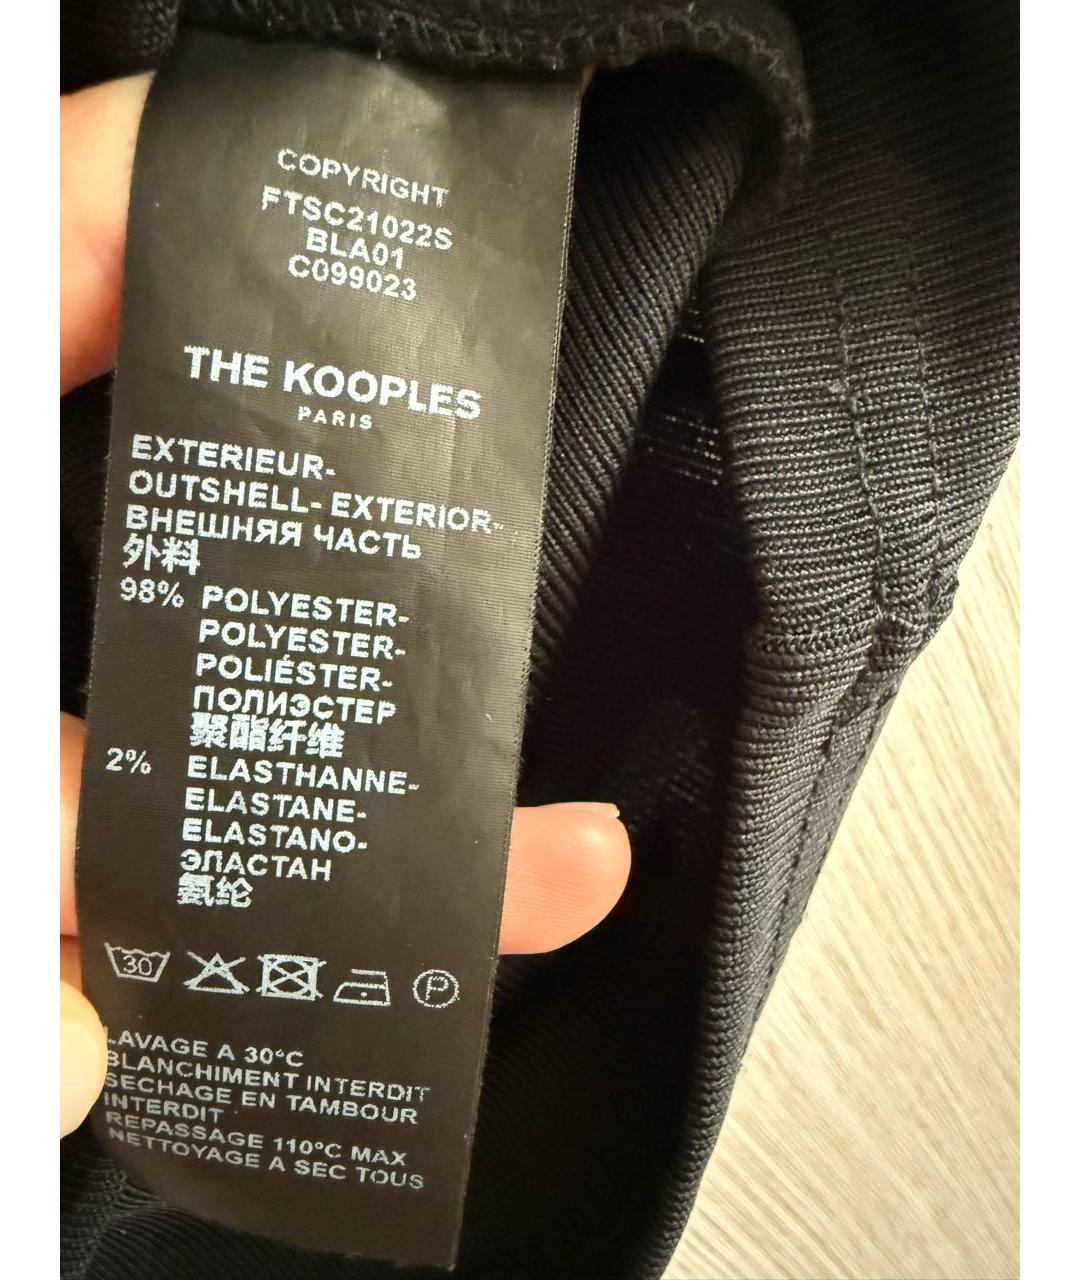 COPYRIGHT
FTSC21022S
BLA01
C099023
THE KOOPLES
PARIS
EXTERIEUR-
OUTSHELL- EXTERIOR-
ВНЕШНЯЯ ЧАСТЬ
外料
98% POLYESTER-
POLYESTER-
POLIÉSTER-
ПОЛИЭСТЕР
聚酯纤维
2% ELASTHANNE-
ELASTANE-
ELASTANO-
ЭЛАСТАН
氨纶
30 P
LAVAGE A 30°C
BLANCHIMENT INTERDIT
SECHAGE EN TAMBOUR
INTERDIT
REPASSAGE 110°C MAX
NETTOYAGE A SEC TOUS